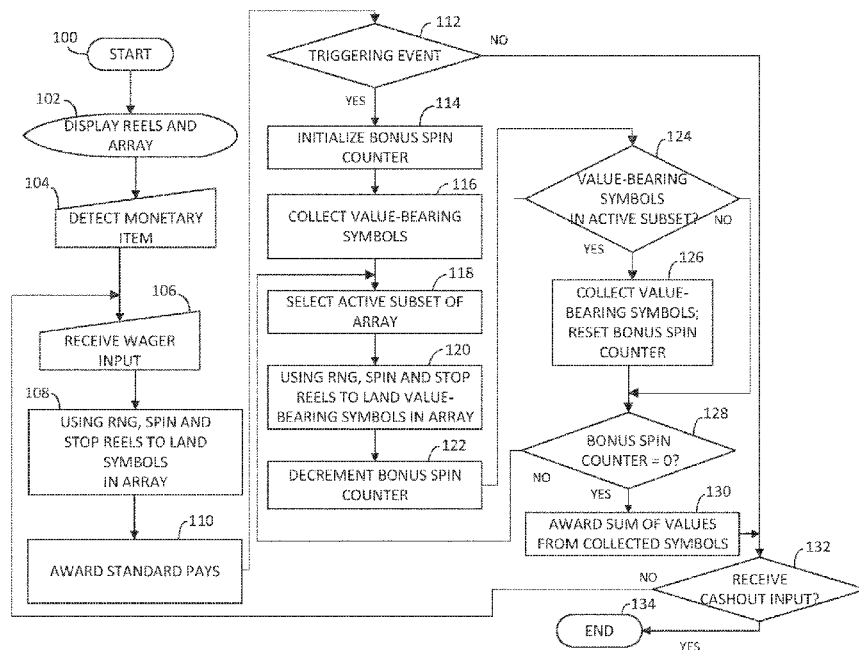 100
START
102
DISPLAY REELS AND
ARRAY
104
DETECT MONETARY
ITEM
106
RECEIVE WAGER
INPUT
108
USING RNG, SPIN AND
STOP REELS TO LAND
SYMBOLS
IN ARRAY
110
AWARD STANDARD PAYS
112
TRIGGERING EVENT
NO
YES
114
INITIALIZE BONUS SPIN
COUNTER
116
COLLECT VALUE-BEARING
SYMBOLS
118
SELECT ACTIVE SUBSET OF
ARRAY
120
USING RNG, SPIN AND STOP
REELS TO LAND VALUE-
BEARING SYMBOLS IN ARRAY
122
DECREMENT BONUS SPIN
COUNTER
124
VALUE-BEARING
SYMBOLS
IN ACTIVE SUBSET?
NO
YES
126
COLLECT VALUE-
BEARING SYMBOLS;
RESET BONUS SPIN
COUNTER
128
BONUS SPIN
COUNTER = 0?
NO
YES
130
AWARD SUM OF VALUES
FROM COLLECTED SYMBOLS
132
RECEIVE
CASHOUT INPUT?
NO
YES
134
END